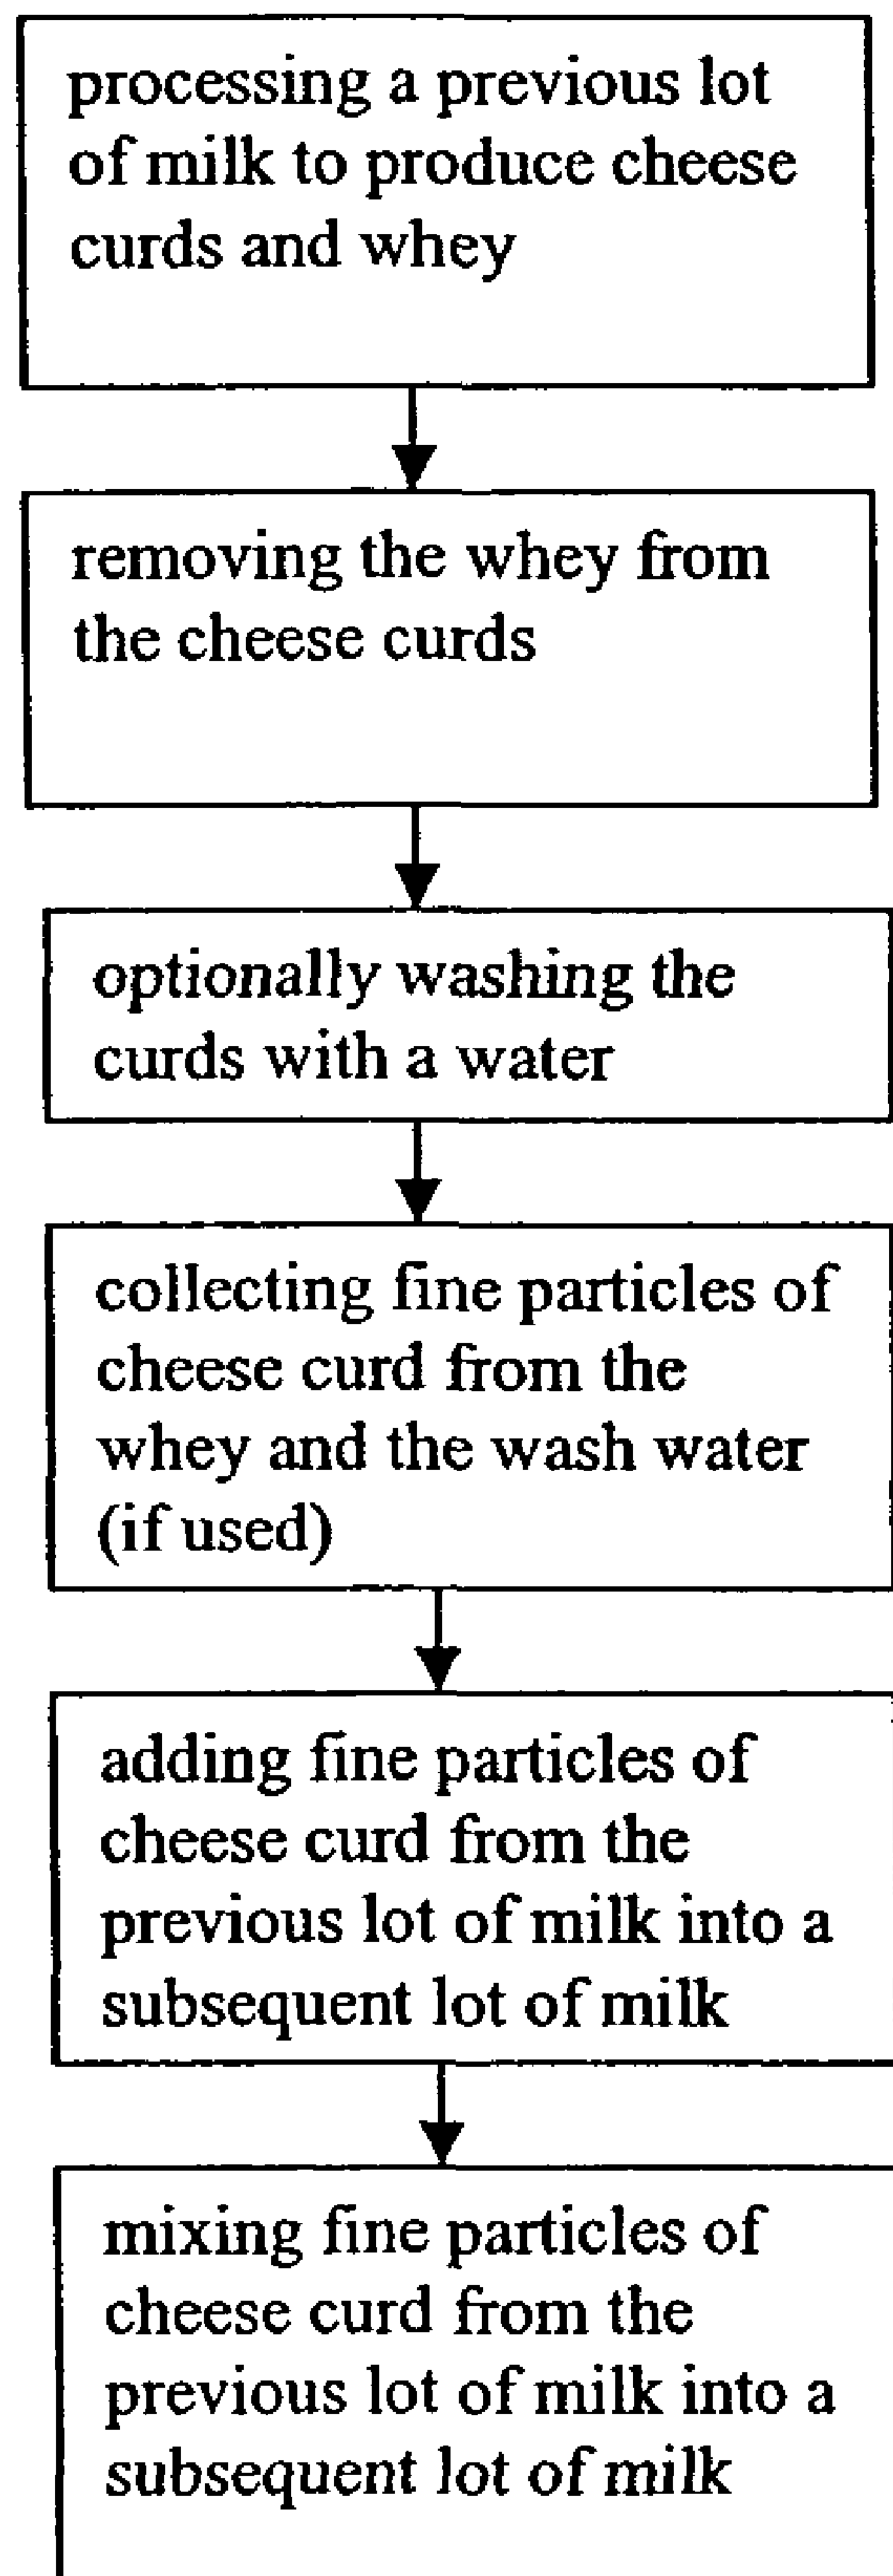 processing a previous lot
of milk to produce cheese
curds and whey
removing the whey from
the cheese curds
optionally washing the
curds with a water
collecting fine particles of
cheese curd from the
whey and the wash water
(if used)
adding fine particles of
cheese curd from the
previous lot of milk into a
subsequent lot of milk
mixing fine particles of
cheese curd from the
previous lot of milk into a
subsequent lot of milk